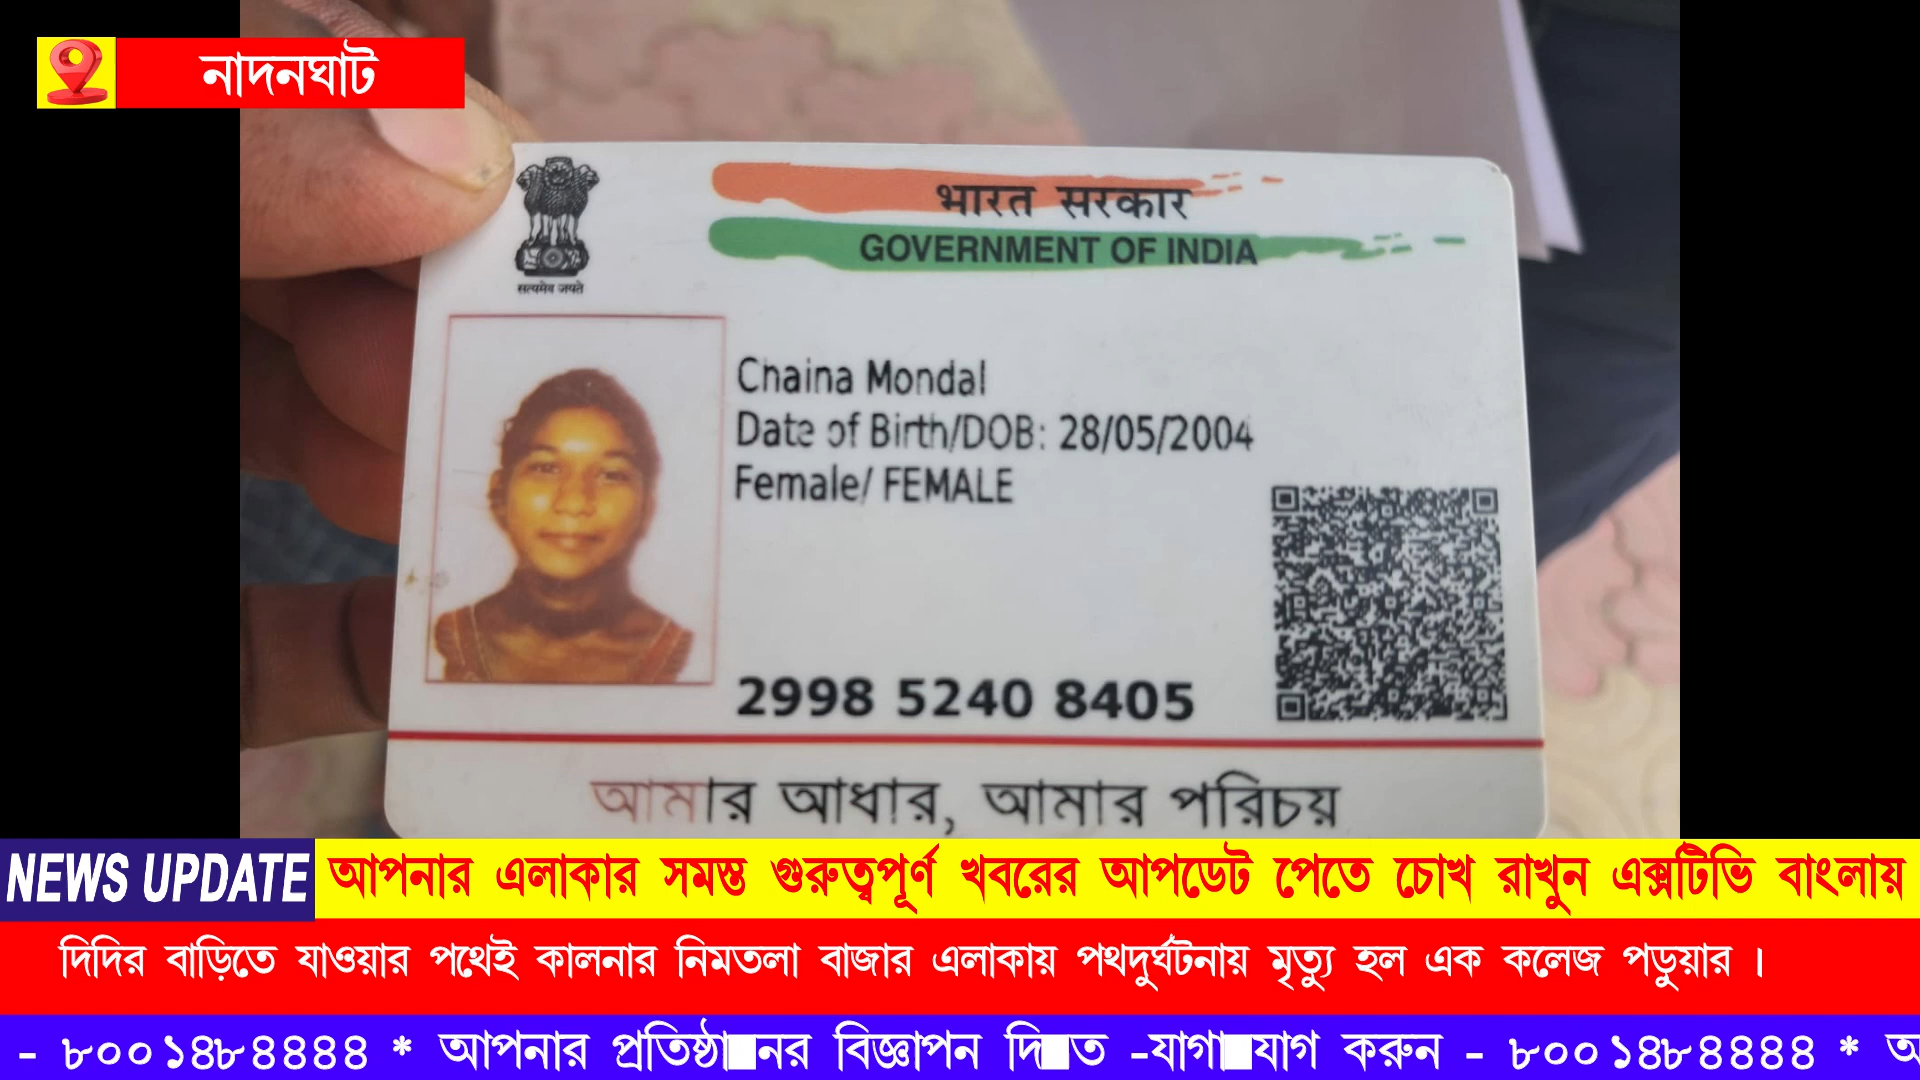 নাদনঘাট
भारत सरकार
GOVERNMENT OF INDIA
सत्यमेव जयते
Chaina Mondal
Date of Birth/DOB: 28/05/2004
Female/ FEMALE
2998 5240 8405
আমার আধার, আমার পরিচয়
NEWS UPDATE আপনার এলাকার সমস্ত গুরুত্বপূর্ণ খবরের আপডেট পেতে চোখ রাখুন এক্সটিভি বাংলায়
দিদির বাড়িতে যাওয়ার পথেই কালনার নিমতলা বাজার এলাকায় পথদুর্ঘটনায় মৃত্যু হল এক কলেজ পড়ুয়ার ।
- ৮০০১৪৮৪৪৪৪ * আপনার বিজ্ঞাপন করুন - ৮০০১৪৮৪৪৪৪ *